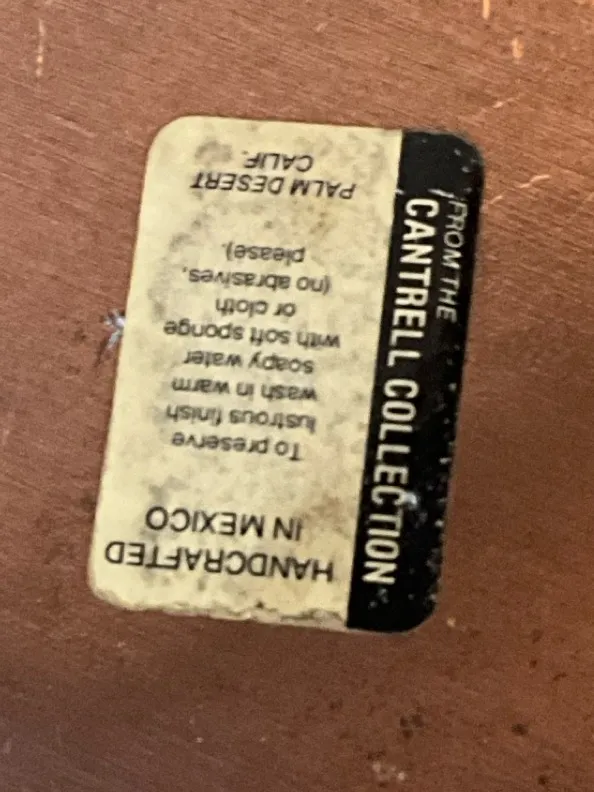 HANDCRAFTED
IN MEXICO
To preserve
lustrous finish
wash in warm
soapy water
with soft sponge
or cloth
(no abrasives,
please).
PALM DESERT
CALIF.
FROM THE
CANTRELL COLLECTION